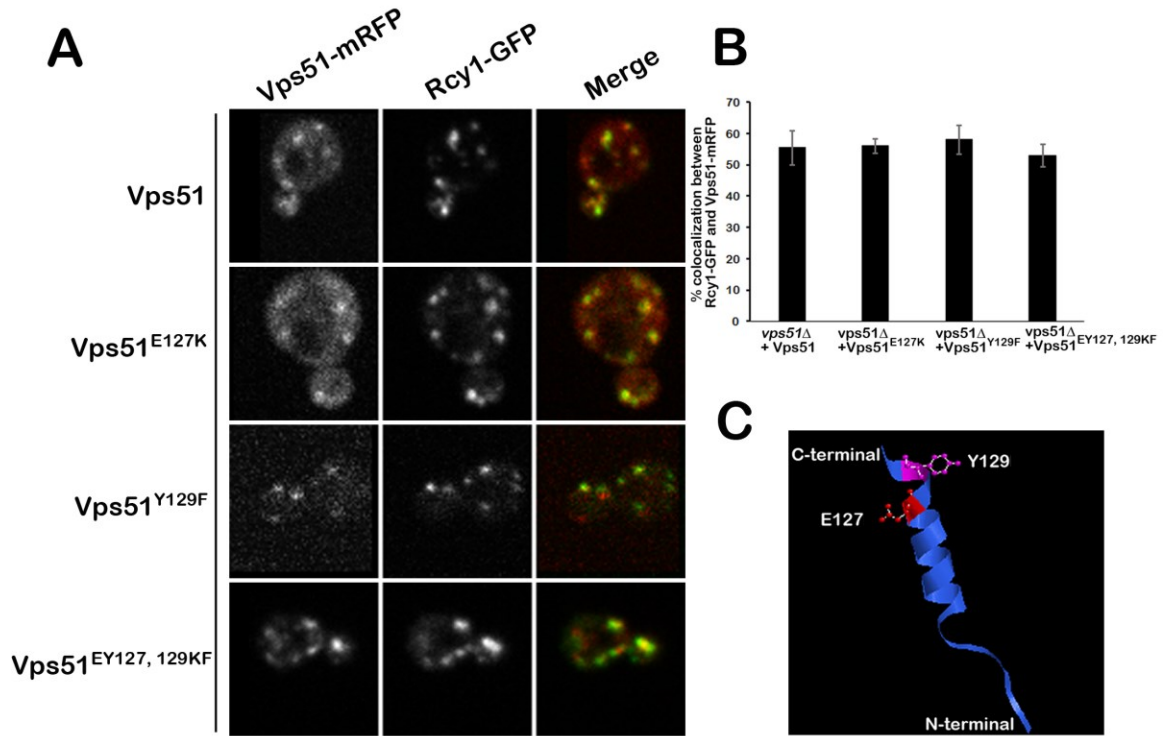 A
Vps51-mRFP
Rcy1-GFP
Merge
Vps51
Vps51E127K
Vps51Y129F
Vps51EY127, 129KF
B
% colocalization between
Rcy1-GFP and Vps51-mRFP
70
60
50
40
30
20
10
0
vps51Δ
+ Vps51
vps51Δ
+Vps51E127K
vps51Δ
+Vps51Y129F
vps51Δ
+Vps51EY127, 129KF
C
C-terminal
Y129
E127
N-terminal